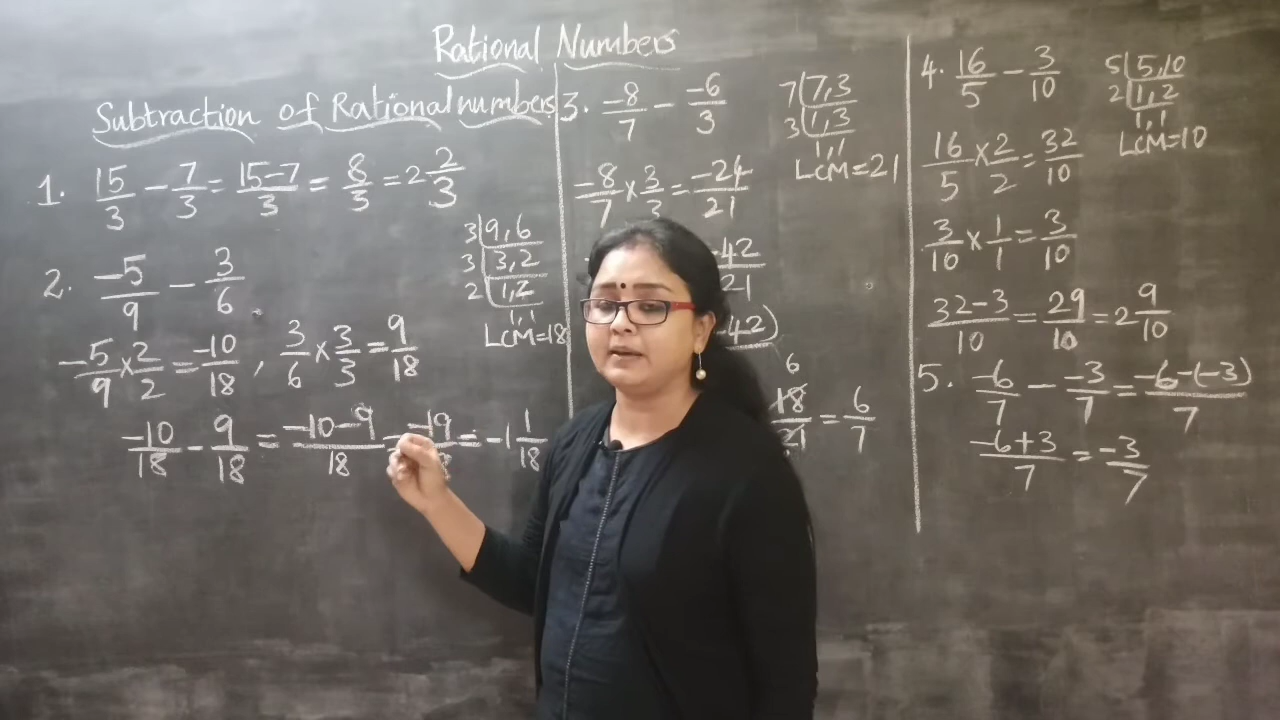 Rational Numbers
Subtraction of Rational numbers
1. 15/3 - 7/3 = 15-7/3 = 8/3 = 2 2/3
2. -5/9 - 3/6
3 | 9, 6
3 | 3, 2
2 | 1, 2
1, 1
LCM = 18
-5/9 × 2/2 = -10/18 , 3/6 × 3/3 = 9/18
-10/18 - 9/18 = -10-9/18 = -19/18 = -1 1/18
3. -8/7 - -6/3
7 | 7, 3
3 | 1, 3
1, 1
LCM = 21
-8/7 × 3/3 = -24/21
-42/21
-42)
6
18/21 = 6/7
4. 16/5 - 3/10
5 | 5, 10
2 | 1, 2
1, 1
LCM = 10
16/5 × 2/2 = 32/10
3/10 × 1/1 = 3/10
32-3/10 = 29/10 = 2 9/10
5. -6/7 - -3/7 = -6-(-3)/7
-6+3/7 = -3/7